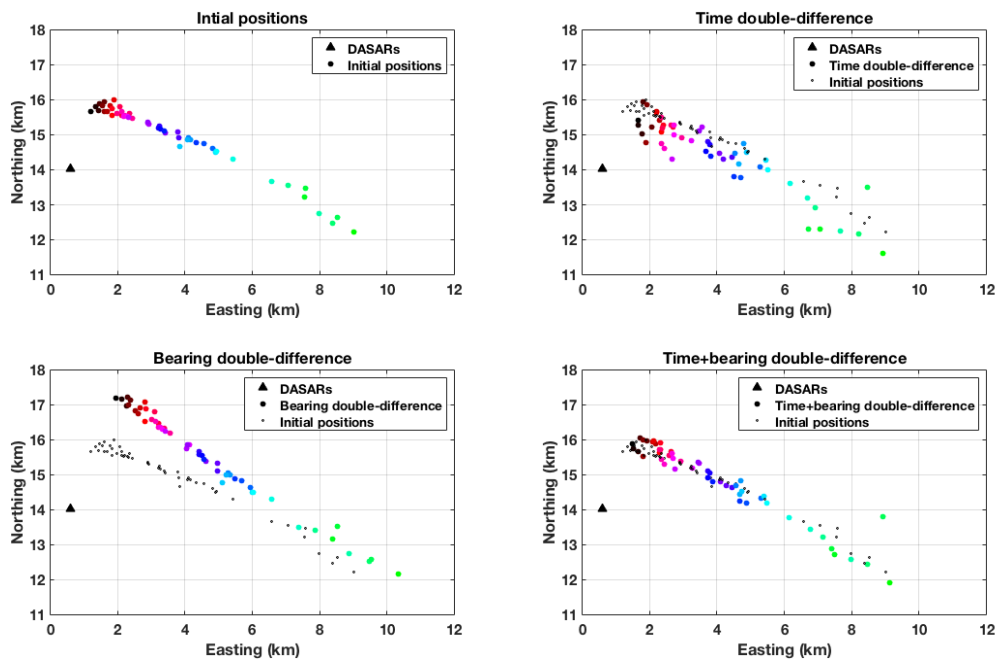 Intial positions
DASARs
Initial positions
18
17
16
15
14
13
12
11
0
2
4
6
8
10
12
Northing (km)
Easting (km)
Time double-difference
DASARs
Time double-difference
Initial positions
18
17
16
15
14
13
12
11
0
2
4
6
8
10
12
Northing (km)
Easting (km)
Bearing double-difference
DASARs
Bearing double-difference
Initial positions
18
17
16
15
14
13
12
11
0
2
4
6
8
10
12
Northing (km)
Easting (km)
Time+bearing double-difference
DASARs
Time+bearing double-difference
Initial positions
18
17
16
15
14
13
12
11
0
2
4
6
8
10
12
Northing (km)
Easting (km)